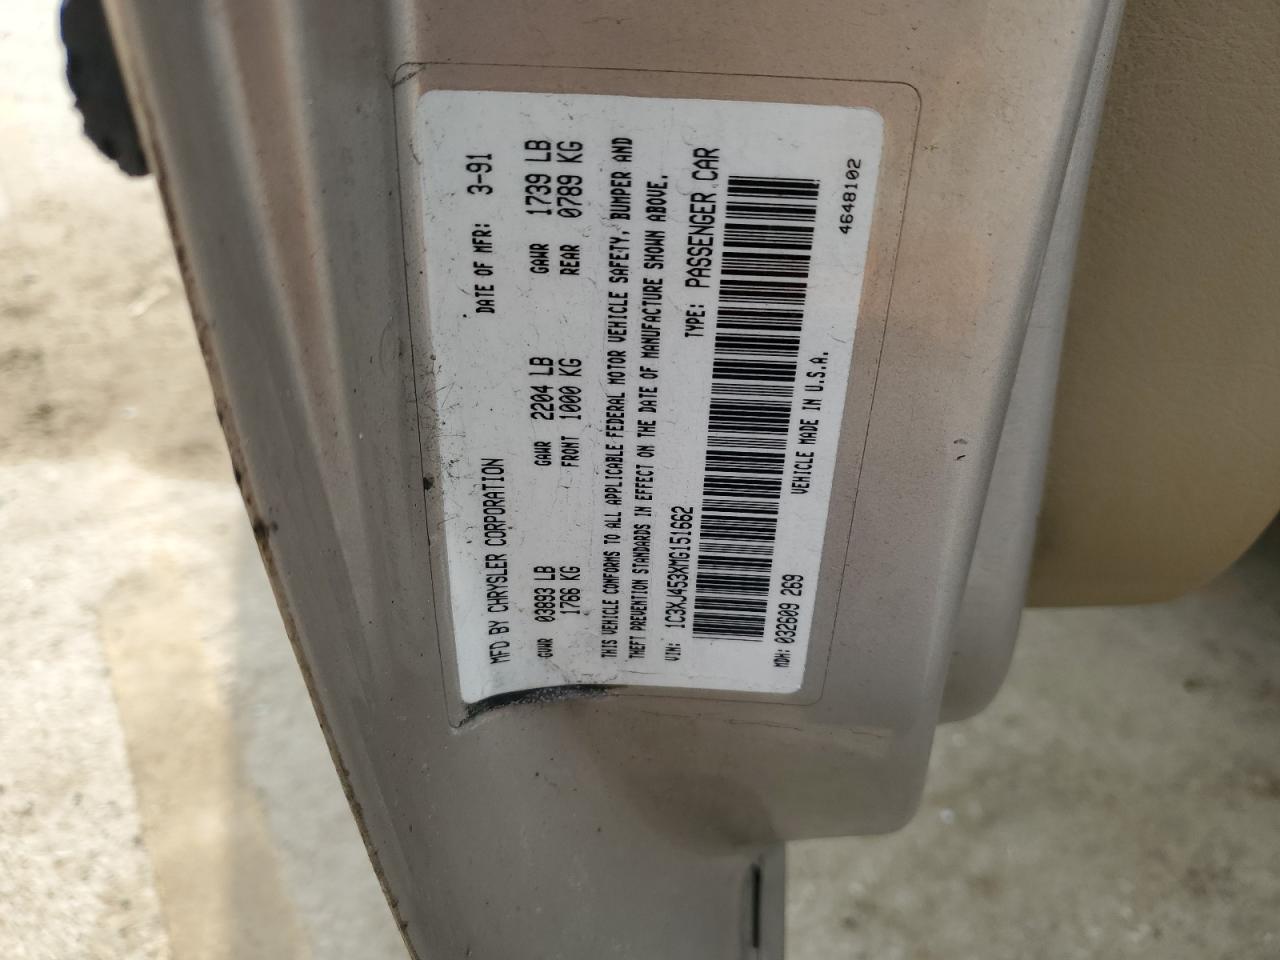 MFD BY CHRYSLER CORPORATION DATE OF MFR: 3-91
GVWR 03893 LB GAWR 2204 LB GAWR 1739 LB
1766 KG FRONT 1000 KG REAR 0789 KG
THIS VEHICLE CONFORMS TO ALL APPLICABLE FEDERAL MOTOR VEHICLE SAFETY, BUMPER AND
THEFT PREVENTION STANDARDS IN EFFECT ON THE DATE OF MANUFACTURE SHOWN ABOVE.
VIN: 1C3XJ453XMG151662 TYPE: PASSENGER CAR
MDH: 032609 269 VEHICLE MADE IN U.S.A.
4648102